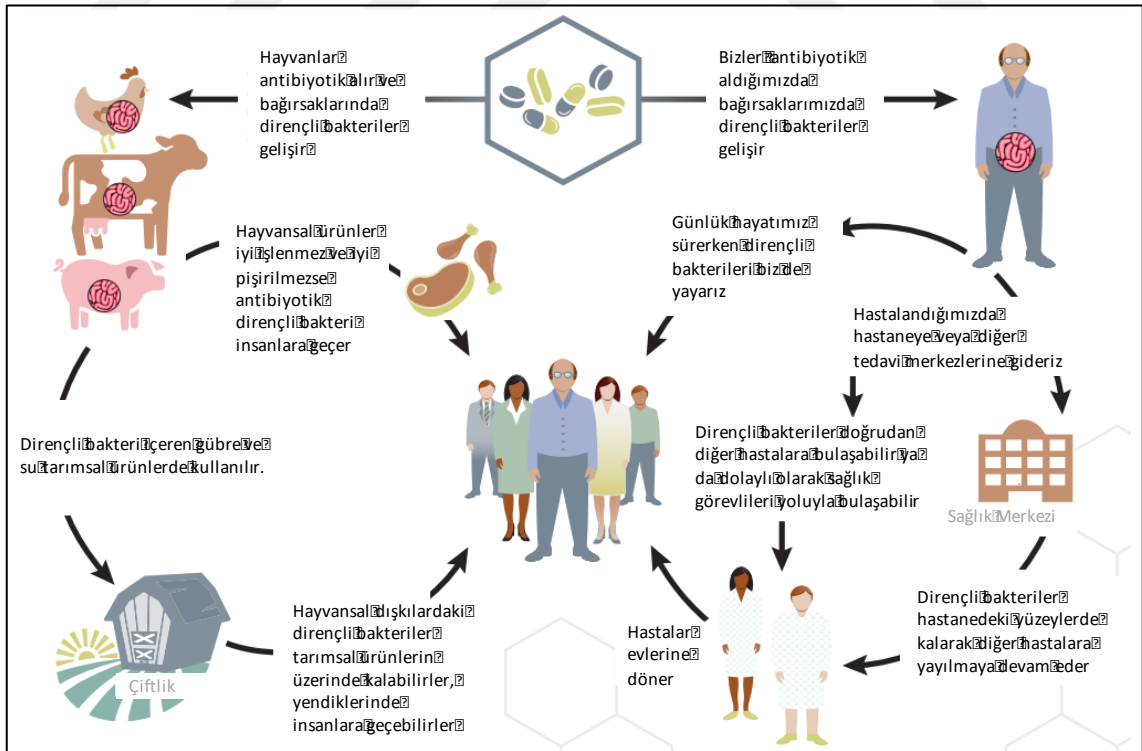 Hayvanlar
antibiyotik alır ve
bağırsaklarında
dirençli bakteriler
gelişir
Bizler antibiyotik
aldığımızda
bağırsaklarımızda
dirençli bakteriler
gelişir
Hayvansal ürünler
iyi işlenmez ve iyi
pişirilmezse
antibiyotik
dirençli bakteri
insanlara geçer
Günlük hayatımız
sürerken dirençli
bakterileri biz de
yayarız
Hastalandığımızda
hastaneye veya diğer
tedavi merkezlerine gideriz
Dirençli bakteri içeren gübre ve
su tarımsal ürünlerde kullanılır.
Dirençli bakteriler doğrudan
diğer hastalara bulaşabilir ya
da dolaylı olarak sağlık
görevlileri yoluyla bulaşabilir
Sağlık Merkezi
Çiftlik
Hayvansal dışkılardaki
dirençli bakteriler
tarımsal ürünlerin
üzerinde kalabilirler,
yendiklerinde
insanlara geçebilirler
Hastalar
evlerine
döner
Dirençli bakteriler
hastanedeki yüzeylerde
kalarak diğer hastalara
yayılmaya devam eder